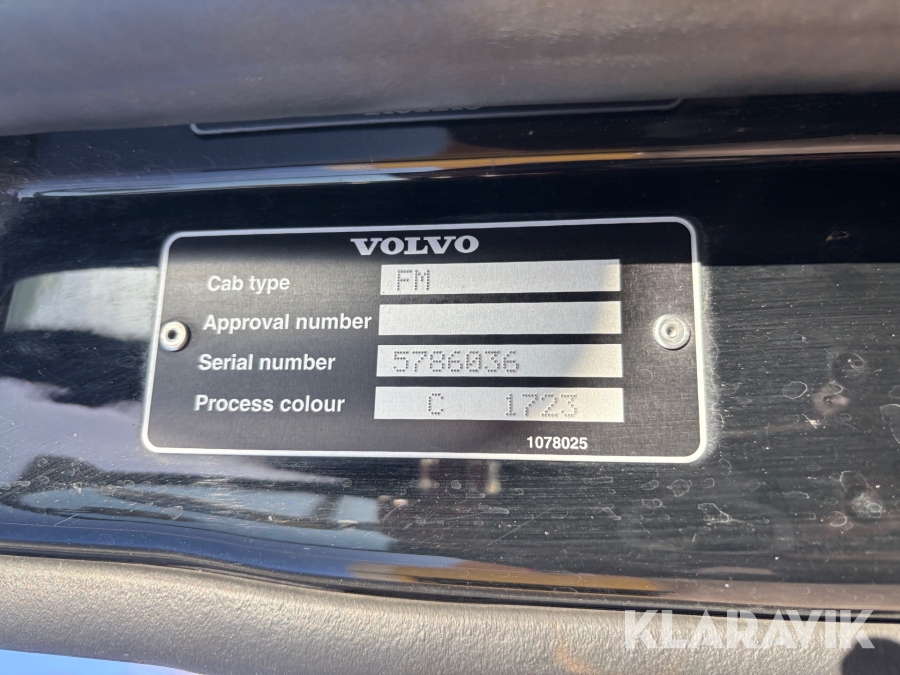 VOLVO
Cab type FM
Approval number
Serial number 5786036
Process colour C 1723
1078025
KLARAVIK